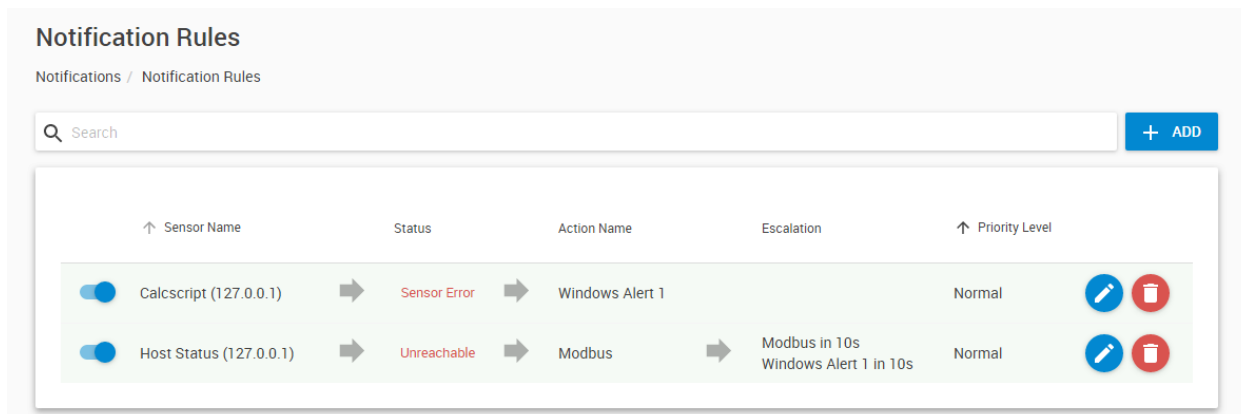 Notification Rules
Notifications / Notification Rules
Search
+ ADD
Sensor Name Status Action Name Escalation Priority Level
Calcscript (127.0.0.1) Sensor Error Windows Alert 1 Normal
Host Status (127.0.0.1) Unreachable Modbus Modbus in 10s Normal
Windows Alert 1 in 10s